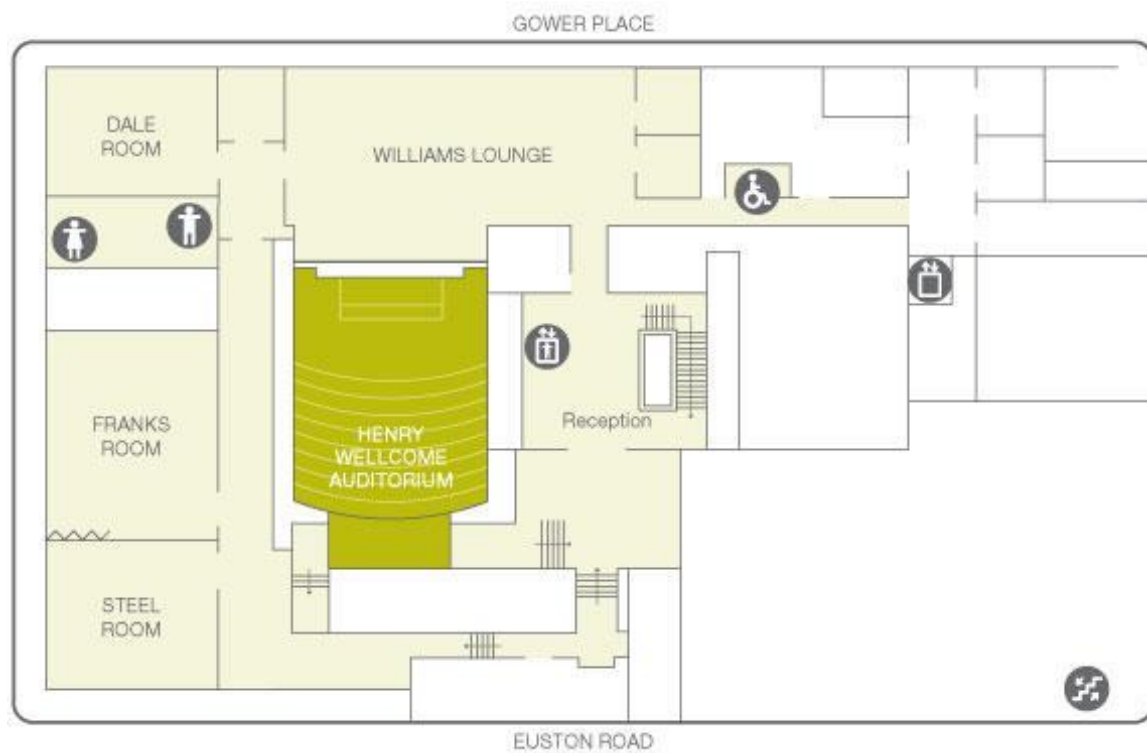 GOWER PLACE
DALE
ROOM
WILLIAMS LOUNGE
FRANKS
ROOM
HENRY
WELLCOME
AUDITORIUM
Reception
STEEL
ROOM
EUSTON ROAD